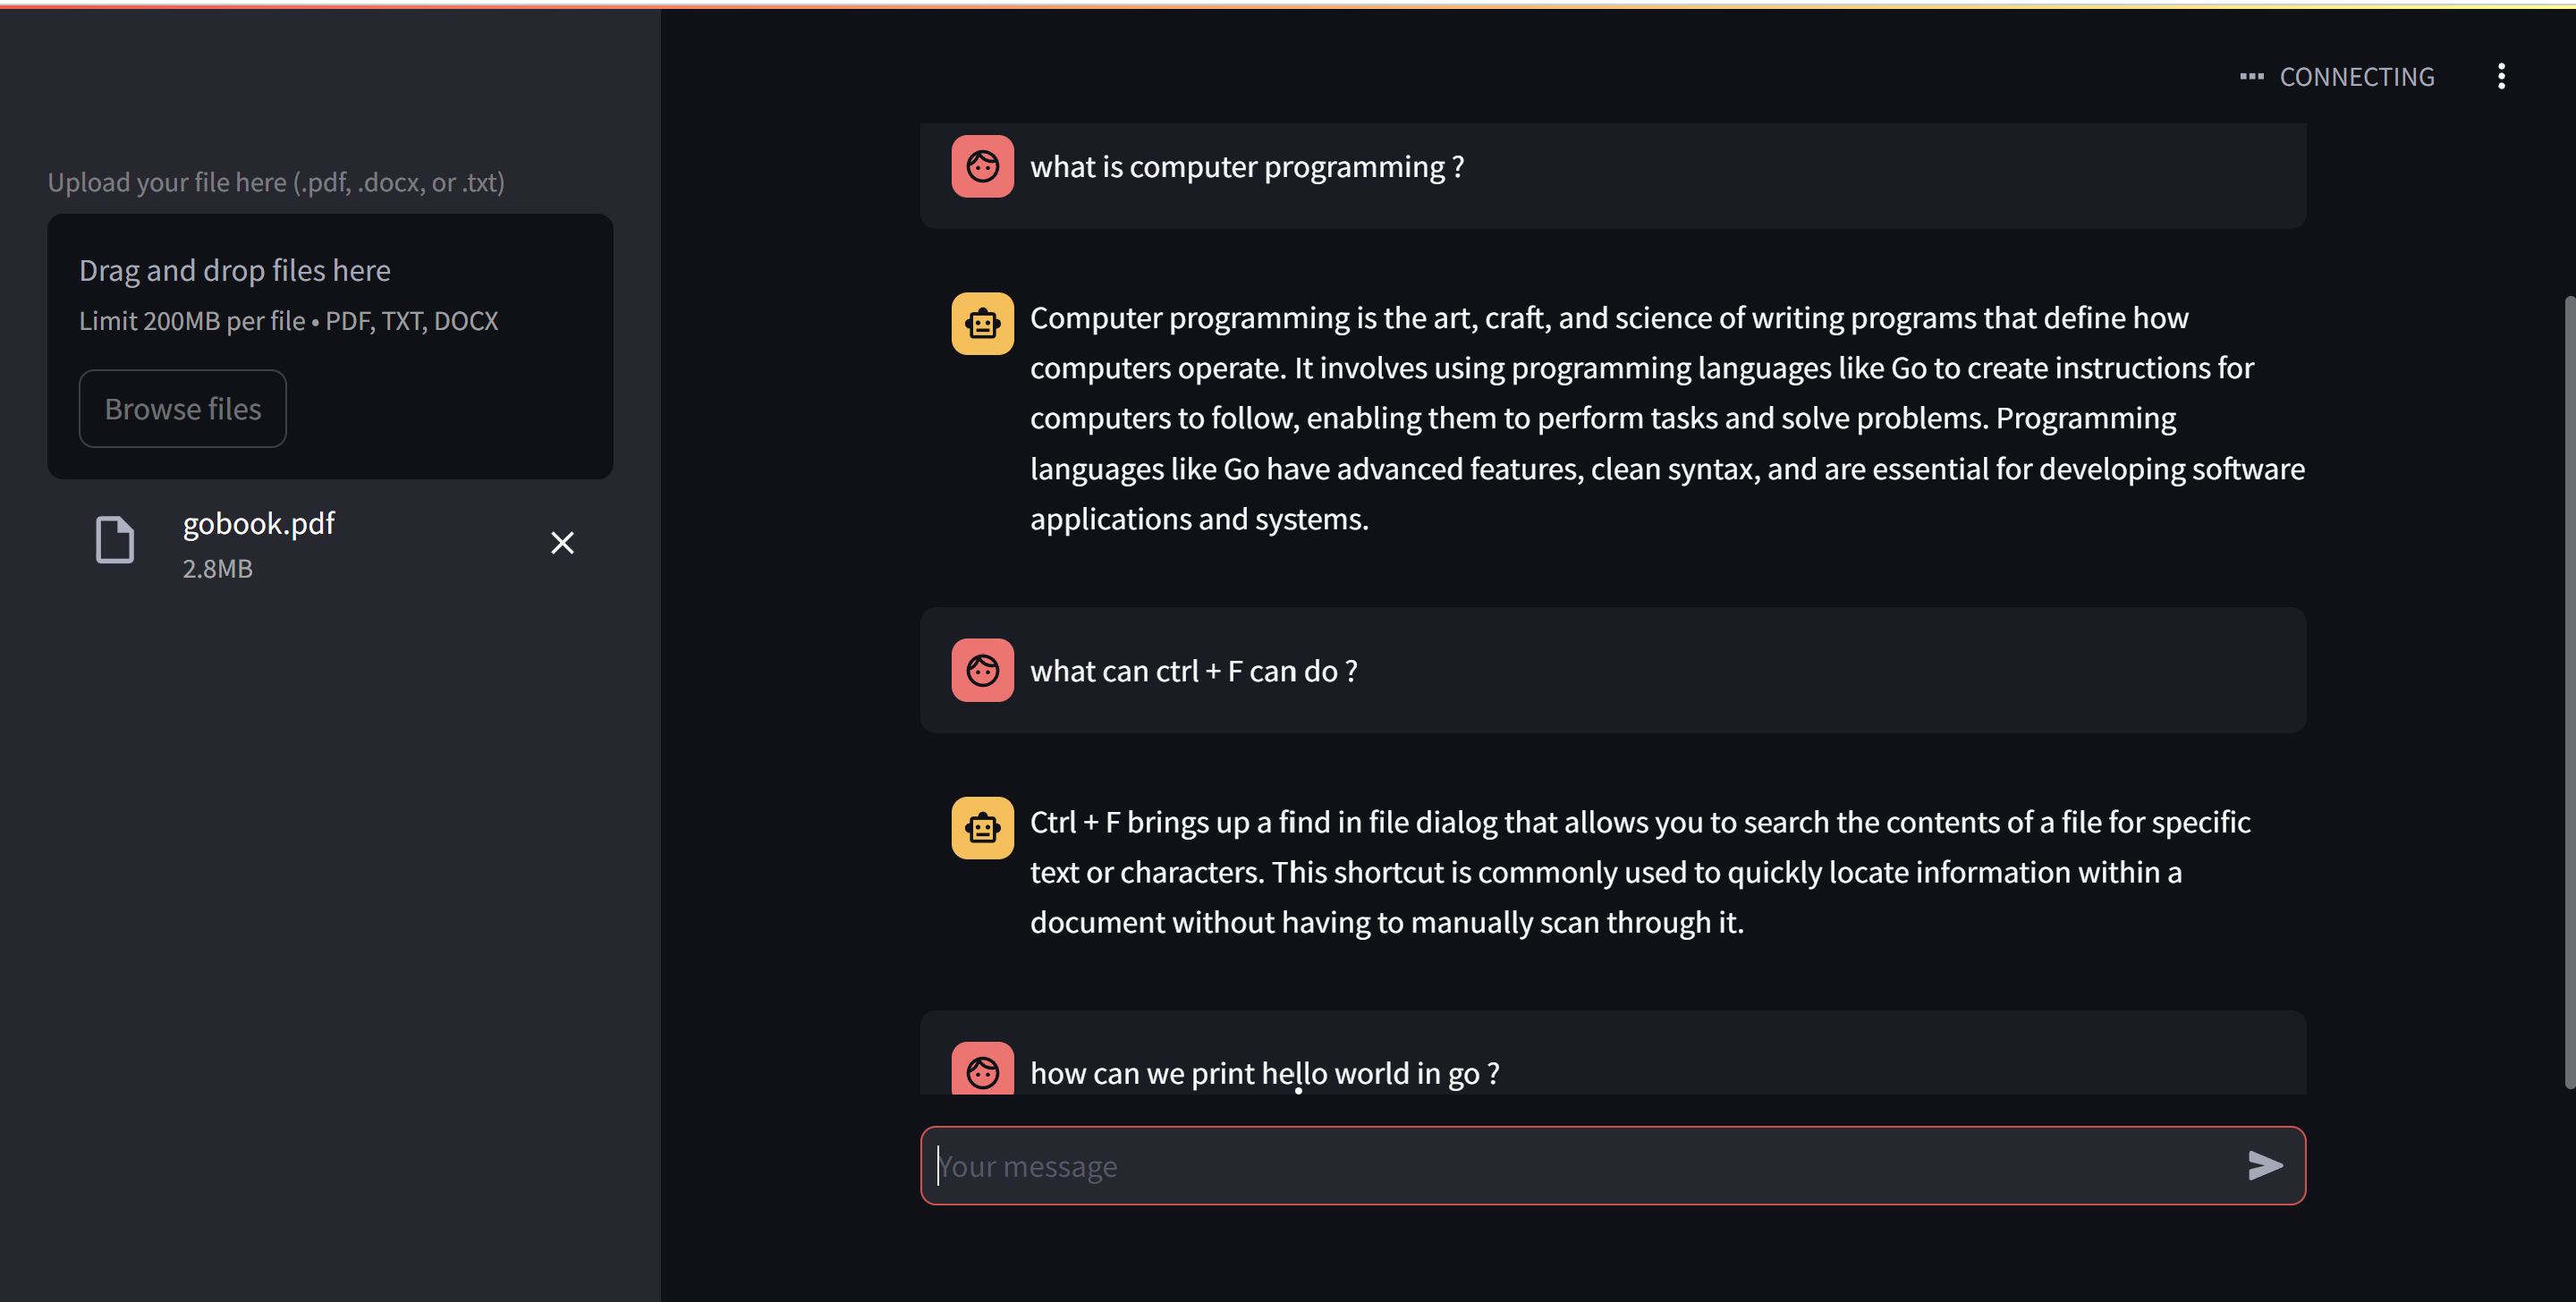 CONNECTING
Upload your file here (.pdf, .docx, or .txt)
Drag and drop files here
Limit 200MB per file • PDF, TXT, DOCX
Browse files
gobook.pdf
2.8MB
what is computer programming ?
Computer programming is the art, craft, and science of writing programs that define how
computers operate. It involves using programming languages like Go to create instructions for
computers to follow, enabling them to perform tasks and solve problems. Programming
languages like Go have advanced features, clean syntax, and are essential for developing software
applications and systems.
what can ctrl + F can do ?
Ctrl + F brings up a find in file dialog that allows you to search the contents of a file for specific
text or characters. This shortcut is commonly used to quickly locate information within a
document without having to manually scan through it.
how can we print hello world in go ?
Your message